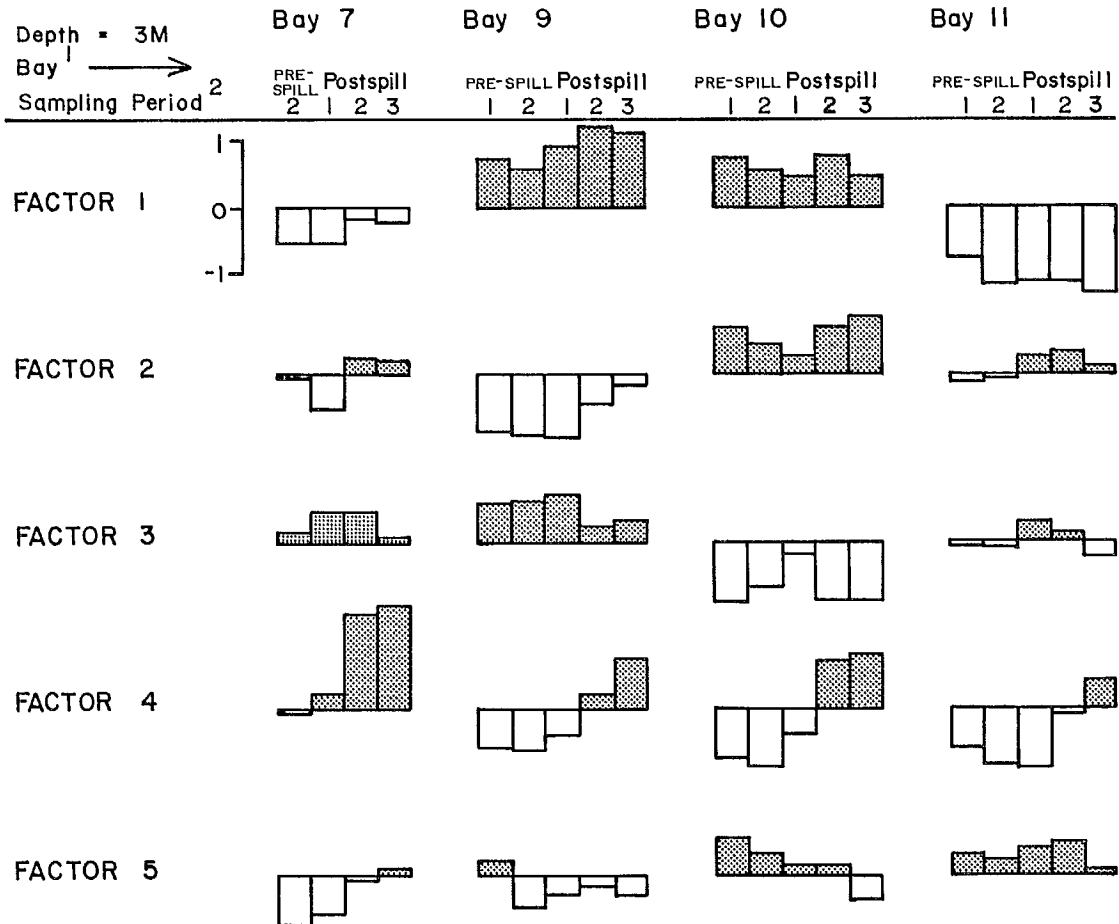 Depth = 3M
Bay 1
Sampling Period 2
Bay 7
PRE-SPILL Postspill
2 1 2 3
Bay 9
PRE-SPILL Postspill
1 2 1 2 3
Bay 10
PRE-SPILL Postspill
1 2 1 2 3
Bay 11
PRE-SPILL Postspill
1 2 1 2 3
FACTOR 1
1
0
-1
FACTOR 2
FACTOR 3
FACTOR 4
FACTOR 5